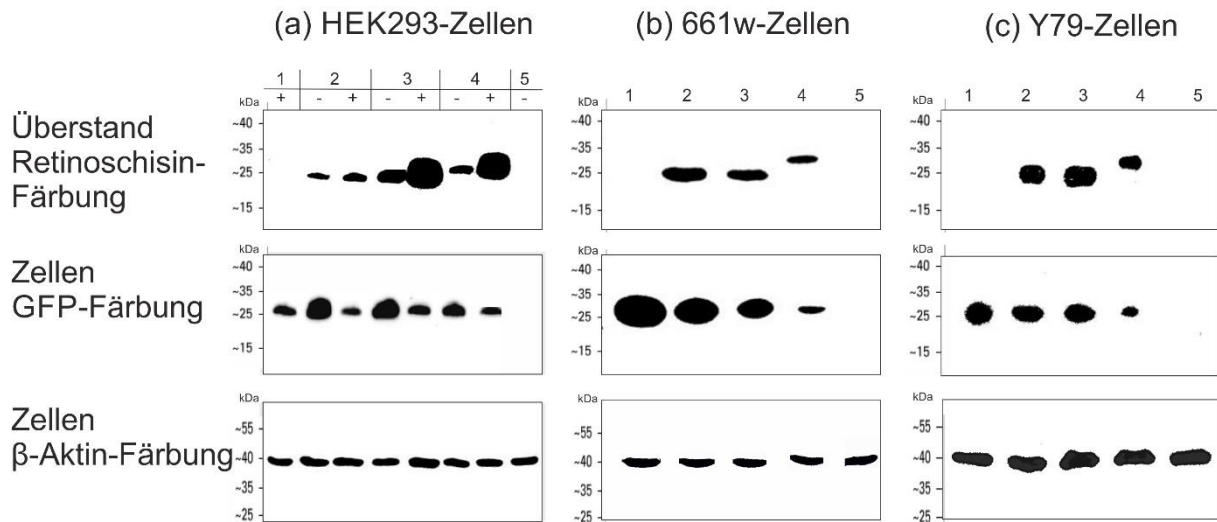 (a) HEK293-Zellen
(b) 661w-Zellen
(c) Y79-Zellen
1 2 3 4 5
+ - + - + - + -
1 2 3 4 5
1 2 3 4 5
Überstand
Retinoschisin-
Färbung
kDa
~40
~35
~25
~15
kDa
~40
~35
~25
~15
kDa
~40
~35
~25
~15
Zellen
GFP-Färbung
kDa
~40
~35
~25
~15
kDa
~40
~35
~25
~15
kDa
~40
~35
~25
~15
Zellen
β-Aktin-Färbung
kDa
~55
~40
~35
~25
kDa
~55
~40
~35
~25
kDa
~55
~40
~35
~25